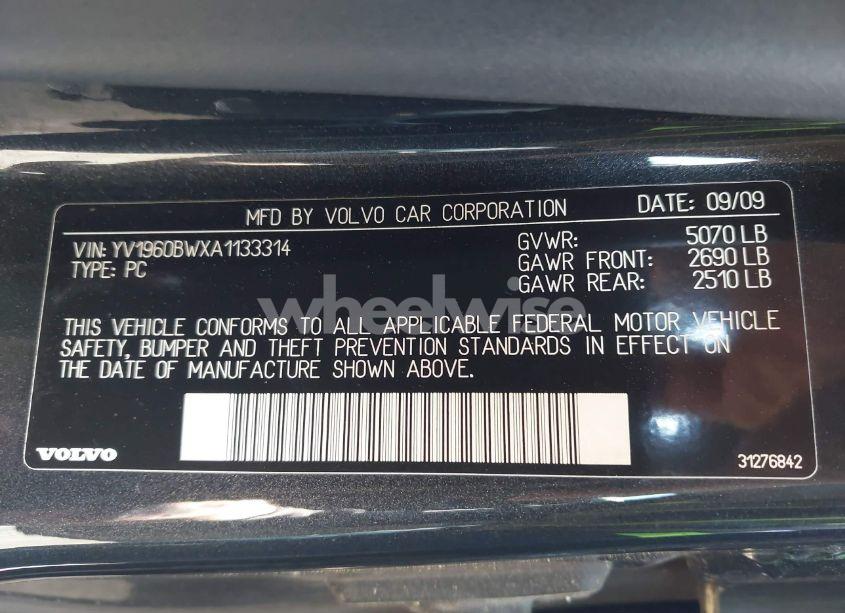 MFD BY VOLVO CAR CORPORATION DATE: 09/09
VIN: YV1960BWXA1133314 GVWR: 5070 LB
TYPE: PC GAWR FRONT: 2690 LB
GAWR REAR: 2510 LB
wheelwise
THIS VEHICLE CONFORMS TO ALL APPLICABLE FEDERAL MOTOR VEHICLE
SAFETY, BUMPER AND THEFT PREVENTION STANDARDS IN EFFECT ON
THE DATE OF MANUFACTURE SHOWN ABOVE.
VOLVO 31276842